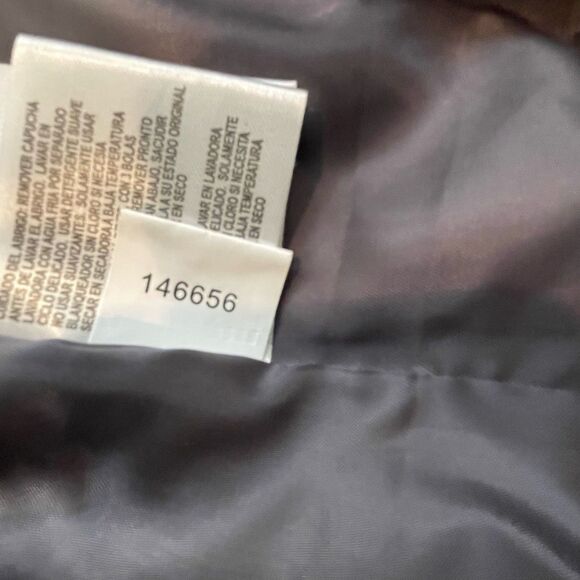 CUIDADO DEL ABRIGO: REMOVER CAPUCHA
ANTES DE LAVAR EL ABRIGO. LAVAR EN
LAVADORA CON AGUA FRIA POR SEPARADO
CICLO DELICADO, USAR DETERGENTE SUAVE
NO USAR SUAVIZANTES. SOLAMENTE USAR
BLANQUEADOR SIN CLORO SI NECESIA
SECAR EN SECADORA A BAJA TEMPERATURA
3 BOLAS
REMOVER PRONTO
ABAJO, SACUDIR
A SU ESTADO ORIGINAL
EN SECO
LAVAR EN LAVADORA
DELICADO, SOLAMENTE
CLORO SI NECESITA
BAJA TEMPERATURA
EN SECO
146656